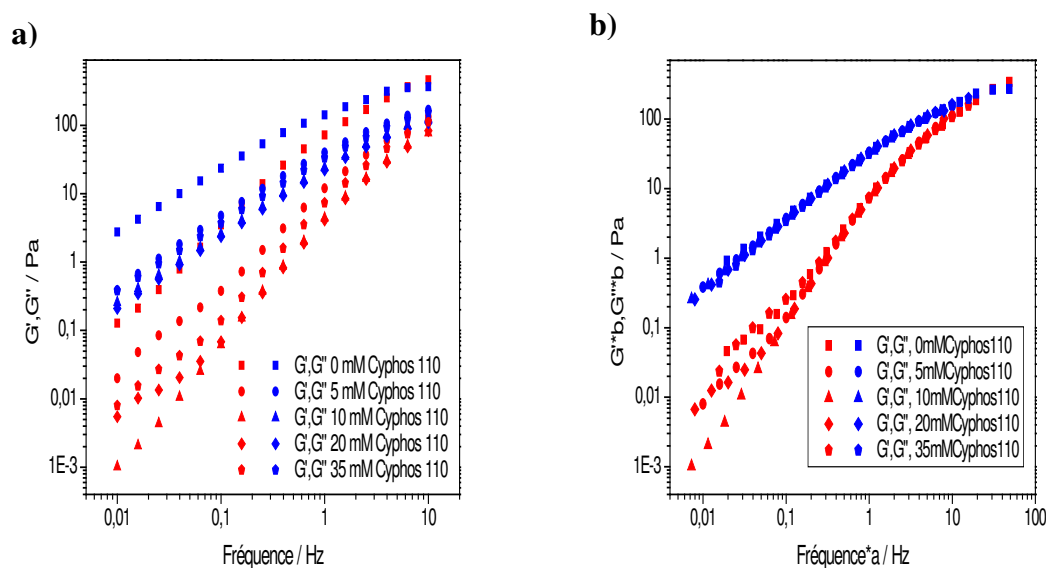 a)
G',G'' / Pa
100
10
1
0,1
0,01
1E-3
0,01
0,1
1
10
Fréquence / Hz
G',G'' 0 mM Cyphos 110
G',G'' 5 mM Cyphos 110
G',G'' 10 mM Cyphos 110
G',G'' 20 mM Cyphos 110
G',G'' 35 mM Cyphos 110
b)
G'*b,G''*b / Pa
100
10
1
0,1
0,01
1E-3
0,01
0,1
1
10
100
Fréquence*a / Hz
G',G'', 0mMCyphos110
G',G'', 5mMCyphos110
G',G'', 10mMCyphos110
G',G'', 20mMCyphos110
G',G'', 35mMCyphos110